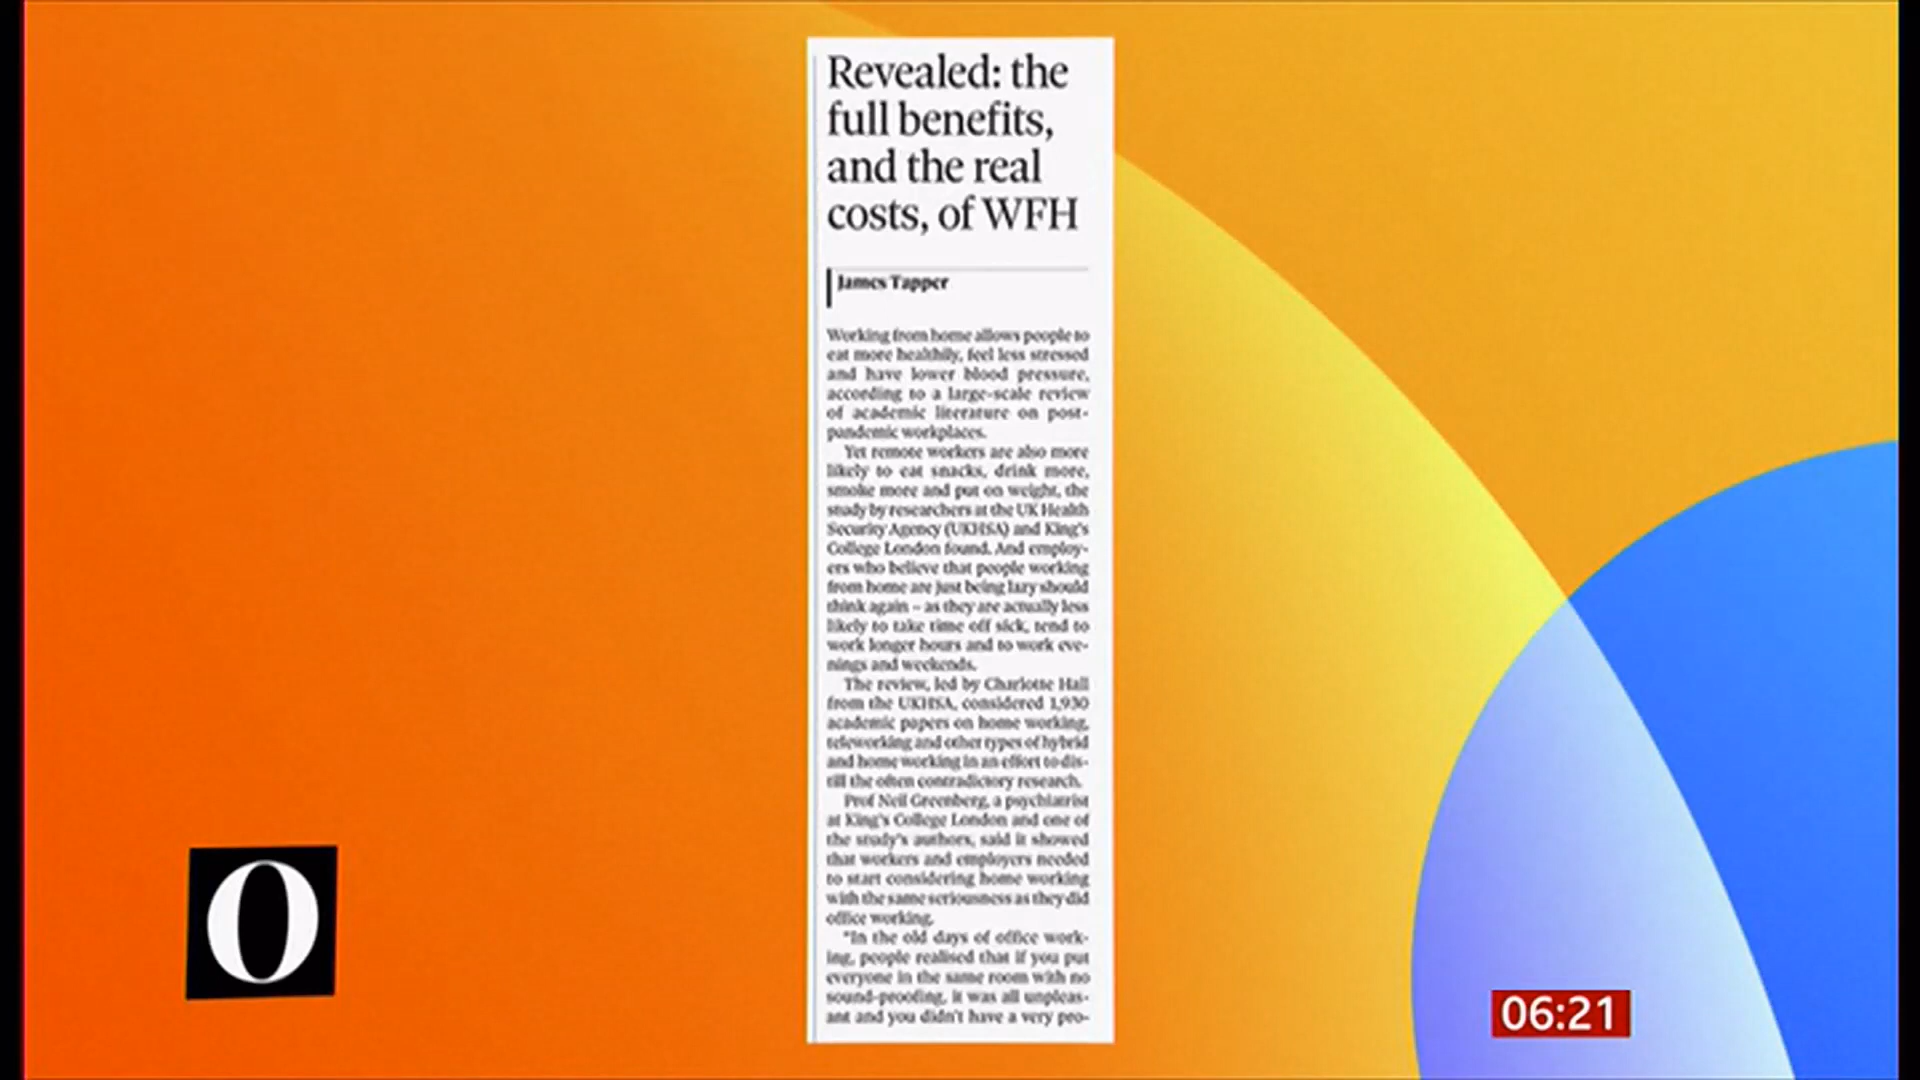 Revealed: the
full benefits,
and the real
costs, of WFH
James Tapper
Working from home allows people to
eat more healthily, feel less stressed
and have lower blood pressure,
according to a large-scale review
of academic literature on post-
pandemic workplaces.
Yet remote workers are also more
likely to eat snacks, drink more,
smoke more and put on weight, the
study by researchers at the UK Health
Security Agency (UKHSA) and King's
College London found. And employ-
ers who believe that people working
from home are just being lazy should
think again – as they are actually less
likely to take time off sick, tend to
work longer hours and to work eve-
nings and weekends.
The review, led by Charlotte Hall
from the UKHSA, considered 1,930
academic papers on home working,
teleworking and other types of hybrid
and home working in an effort to dis-
till the often contradictory research.
Prof Neil Greenberg, a psychiatrist
at King's College London and one of
the study's authors, said it showed
that workers and employers needed
to start considering home working
with the same seriousness as they did
office working.
"In the old days of office work-
ing, people realised that if you put
everyone in the same room with no
sound-proofing, it was all unpleas-
ant and you didn't have a very pro-
O
06:21